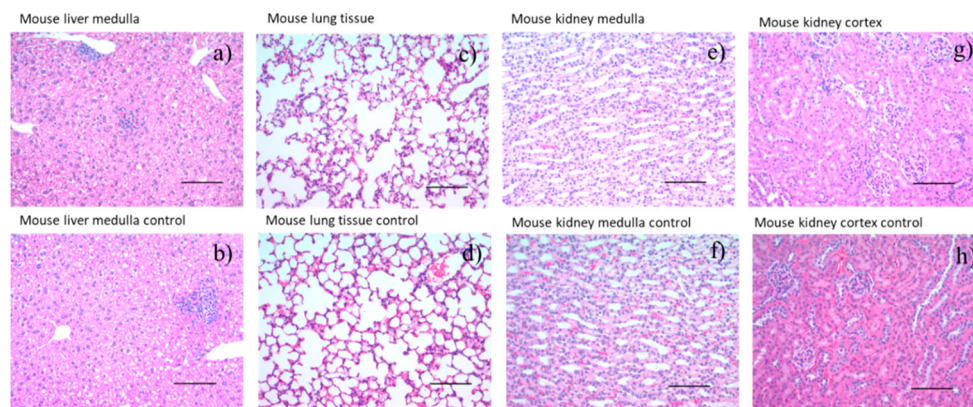 Mouse liver medulla
Mouse lung tissue
Mouse kidney medulla
Mouse kidney cortex
a)
c)
e)
g)
Mouse liver medulla control
Mouse lung tissue control
Mouse kidney medulla control
Mouse kidney cortex control
b)
d)
f)
h)